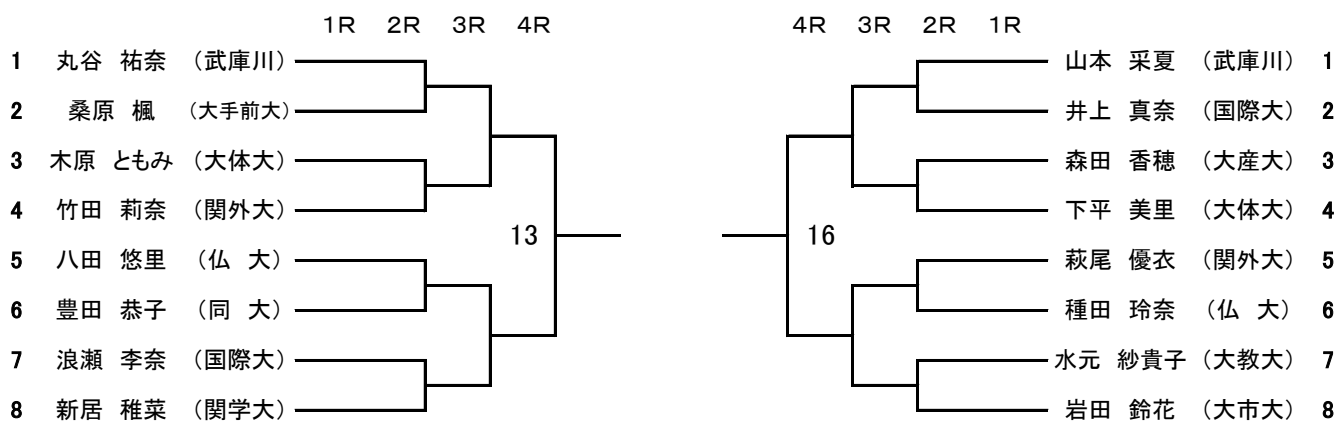 1R 2R 3R 4R
1 丸谷 祐奈 (武庫川)
2 桑原 楓 (大手前大)
3 木原 ともみ (大体大)
4 竹田 莉奈 (関外大)
13
5 八田 悠里 (仏 大)
6 豊田 恭子 (同 大)
7 浪瀬 李奈 (国際大)
8 新居 稚菜 (関学大)
4R 3R 2R 1R
山本 采夏 (武庫川) 1
井上 真奈 (国際大) 2
森田 香穂 (大産大) 3
下平 美里 (大体大) 4
16
萩尾 優衣 (関外大) 5
種田 玲奈 (仏 大) 6
水元 紗貴子 (大教大) 7
岩田 鈴花 (大市大) 8